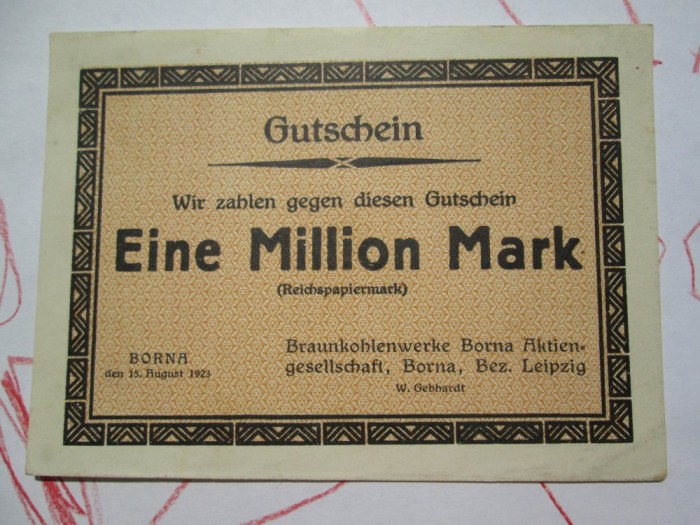 Gutschein
Wir zahlen gegen diesen Gutschein
Eine Million Mark
(Reichspapiermark)
BORNA
den 15. August 1923
Braunkohlenwerke Borna Aktien-
gesellschaft, Borna, Bez. Leipzig
W. Gebhardt